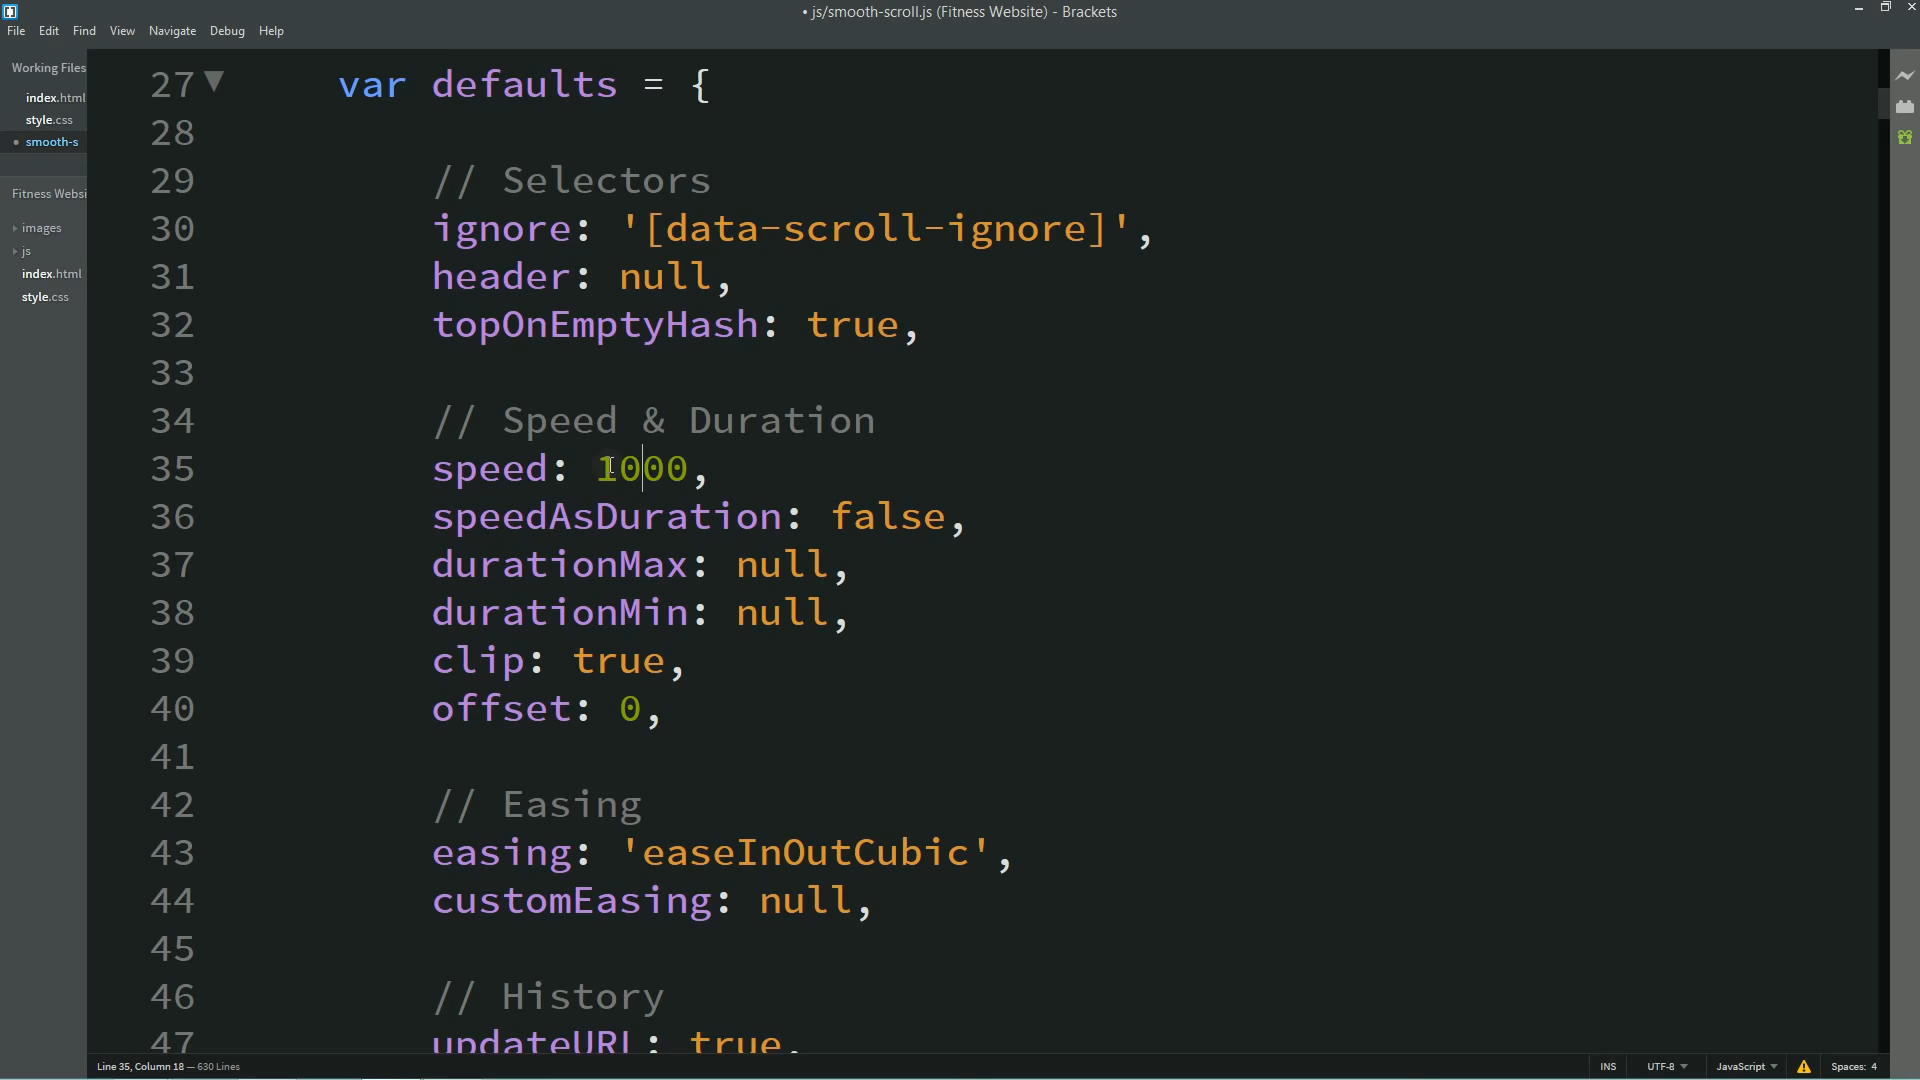 • js/smooth-scroll.js (Fitness Website) - Brackets
File Edit Find View Navigate Debug Help
Working Files
index.html
style.css
• smooth-s
Fitness Websi
images
js
index.html
style.css
27 var defaults = {
28
29 // Selectors
30 ignore: '[data-scroll-ignore]',
31 header: null,
32 topOnEmptyHash: true,
33
34 // Speed & Duration
35 speed: 1000,
36 speedAsDuration: false,
37 durationMax: null,
38 durationMin: null,
39 clip: true,
40 offset: 0,
41
42 // Easing
43 easing: 'easeInOutCubic',
44 customEasing: null,
45
46 // History
47 updateURL: true,
Line 35, Column 18 — 630 Lines
INS UTF-8 JavaScript Spaces: 4